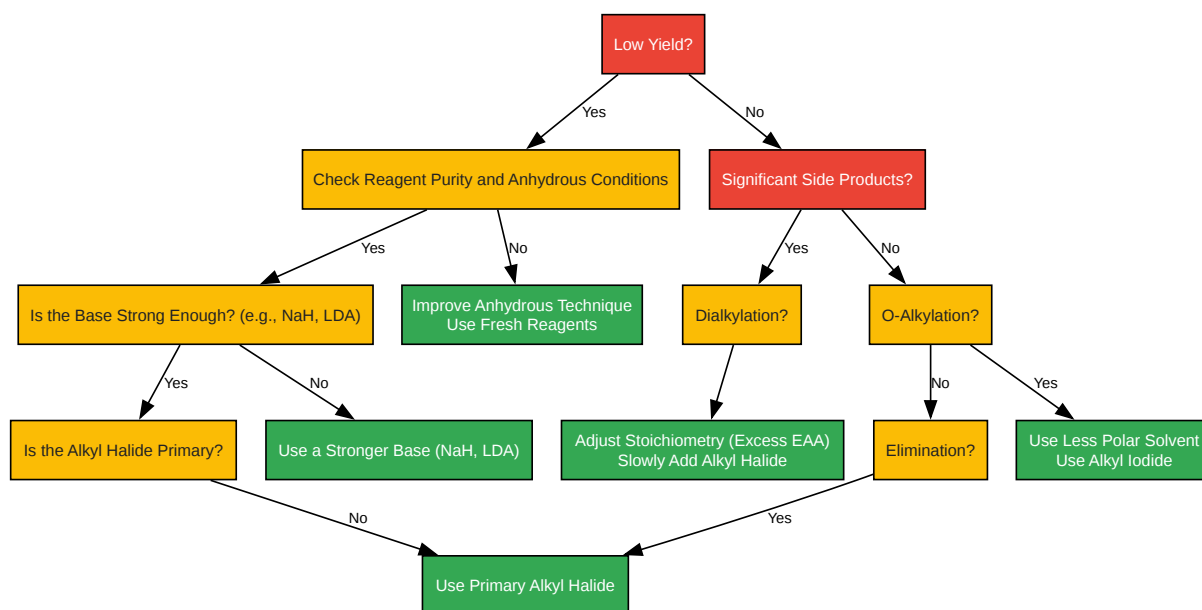 Low Yield?
Yes
No
Check Reagent Purity and Anhydrous Conditions
Significant Side Products?
Yes
No
Yes
No
Is the Base Strong Enough? (e.g., NaH, LDA)
Improve Anhydrous Technique
Use Fresh Reagents
Dialkylation?
O-Alkylation?
Yes
No
No
Yes
Is the Alkyl Halide Primary?
Use a Stronger Base (NaH, LDA)
Adjust Stoichiometry (Excess EAA)
Slowly Add Alkyl Halide
Elimination?
Use Less Polar Solvent
Use Alkyl Iodide
No
Yes
Use Primary Alkyl Halide